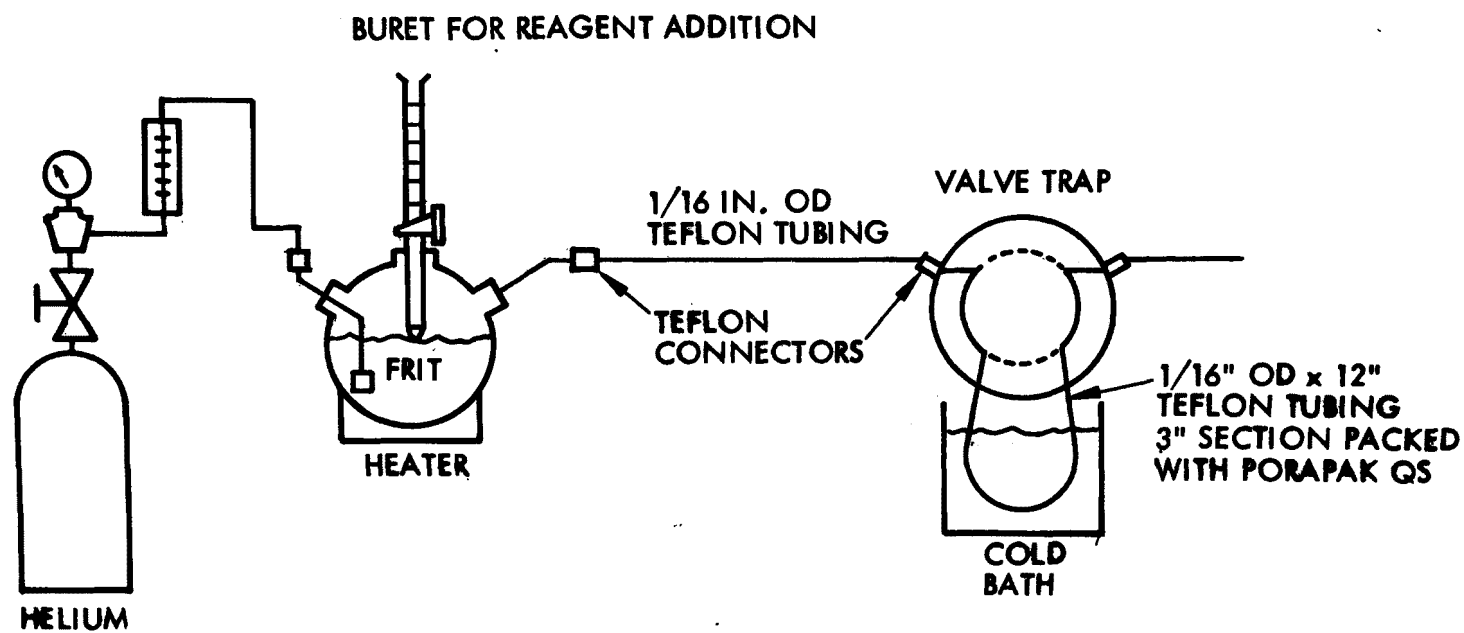 BURET FOR REAGENT ADDITION
VALVE TRAP
1/16 IN. OD
TEFLON TUBING
TEFLON
CONNECTORS
FRIT
HEATER
1/16" OD x 12"
TEFLON TUBING
3" SECTION PACKED
WITH PORAPAK QS
COLD
BATH
HELIUM